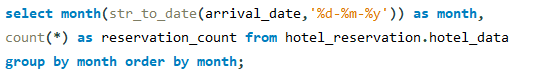 select month(str_to_date(arrival_date,'%d-%m-%y')) as month,
count(*) as reservation_count from hotel_reservation.hotel_data
group by month order by month;